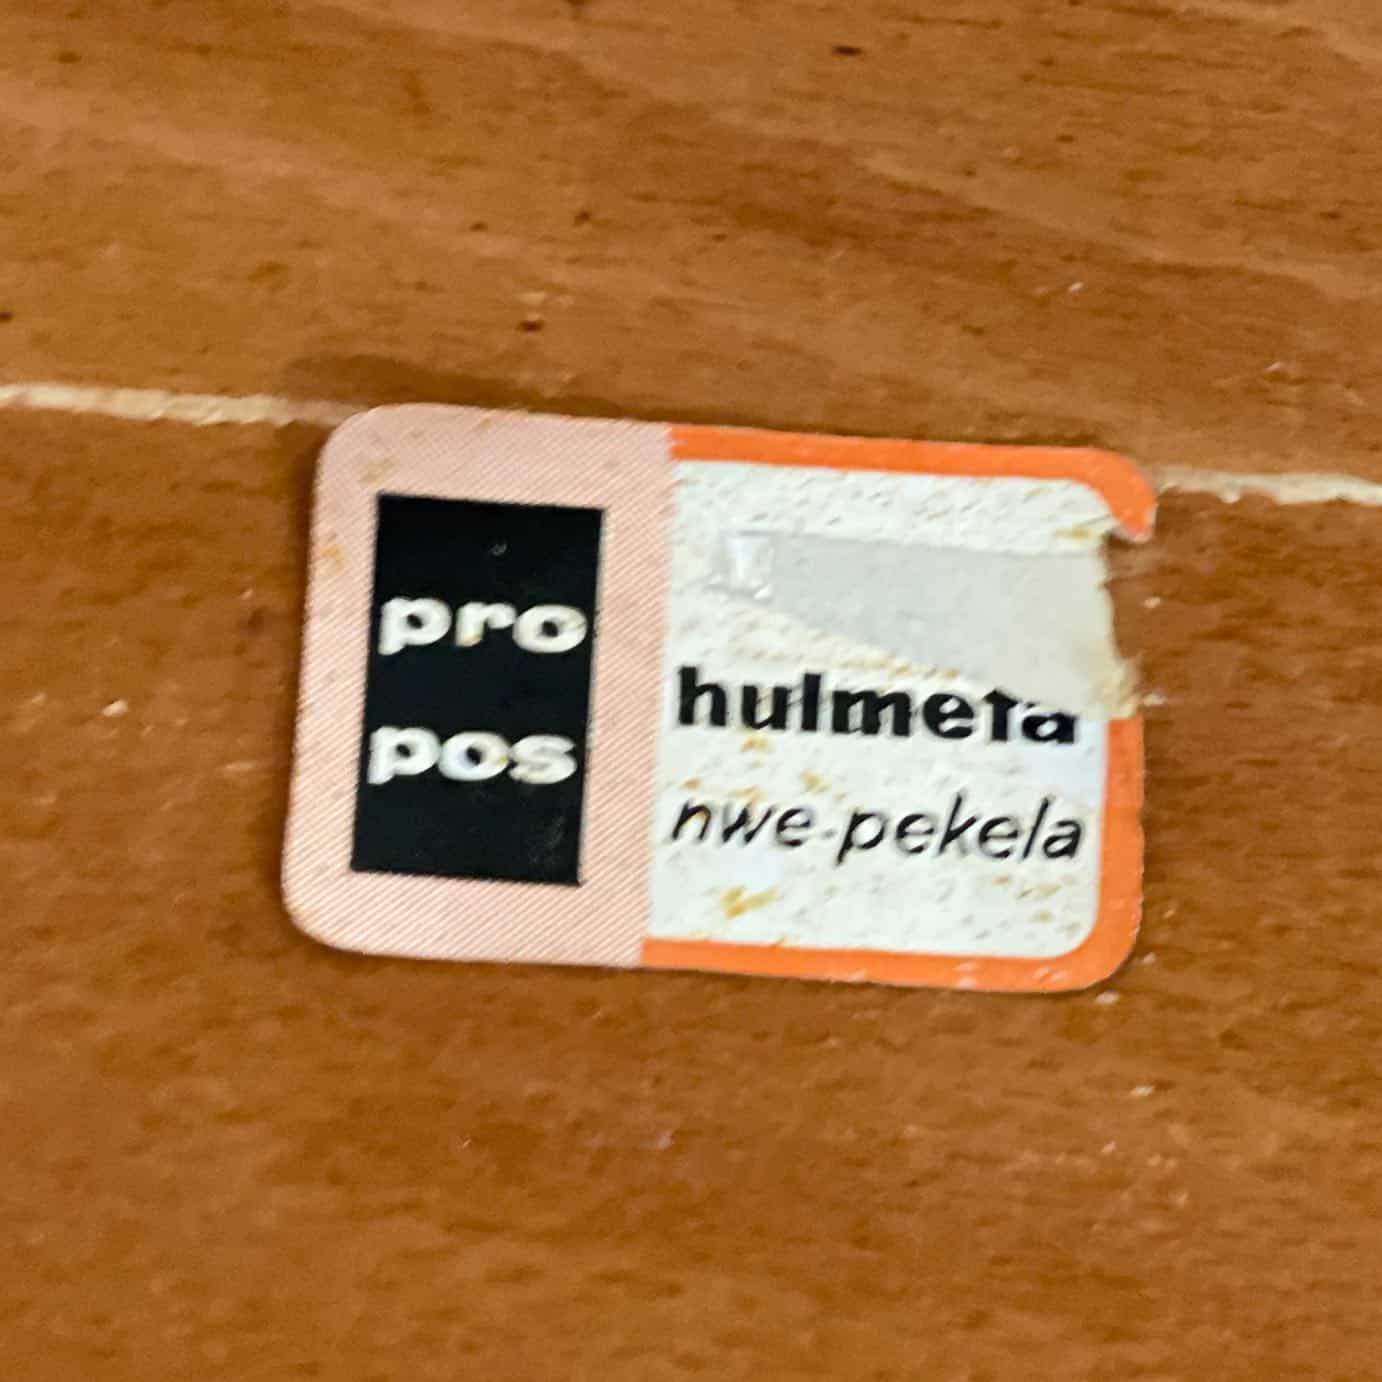 pro
pos
hulmeta
nwe-pekela